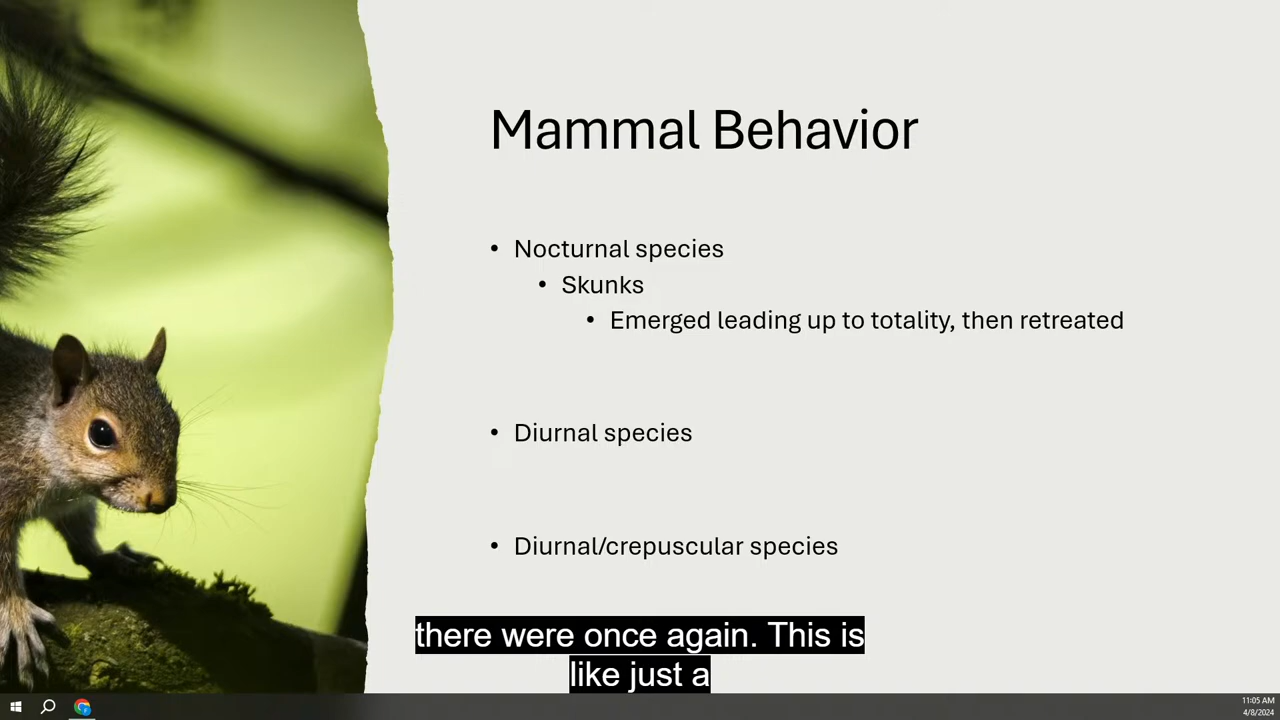 Mammal Behavior
• Nocturnal species
• Skunks
• Emerged leading up to totality, then retreated
• Diurnal species
• Diurnal/crepuscular species
there were once again. This is
like just a
11:05 AM
4/8/2024